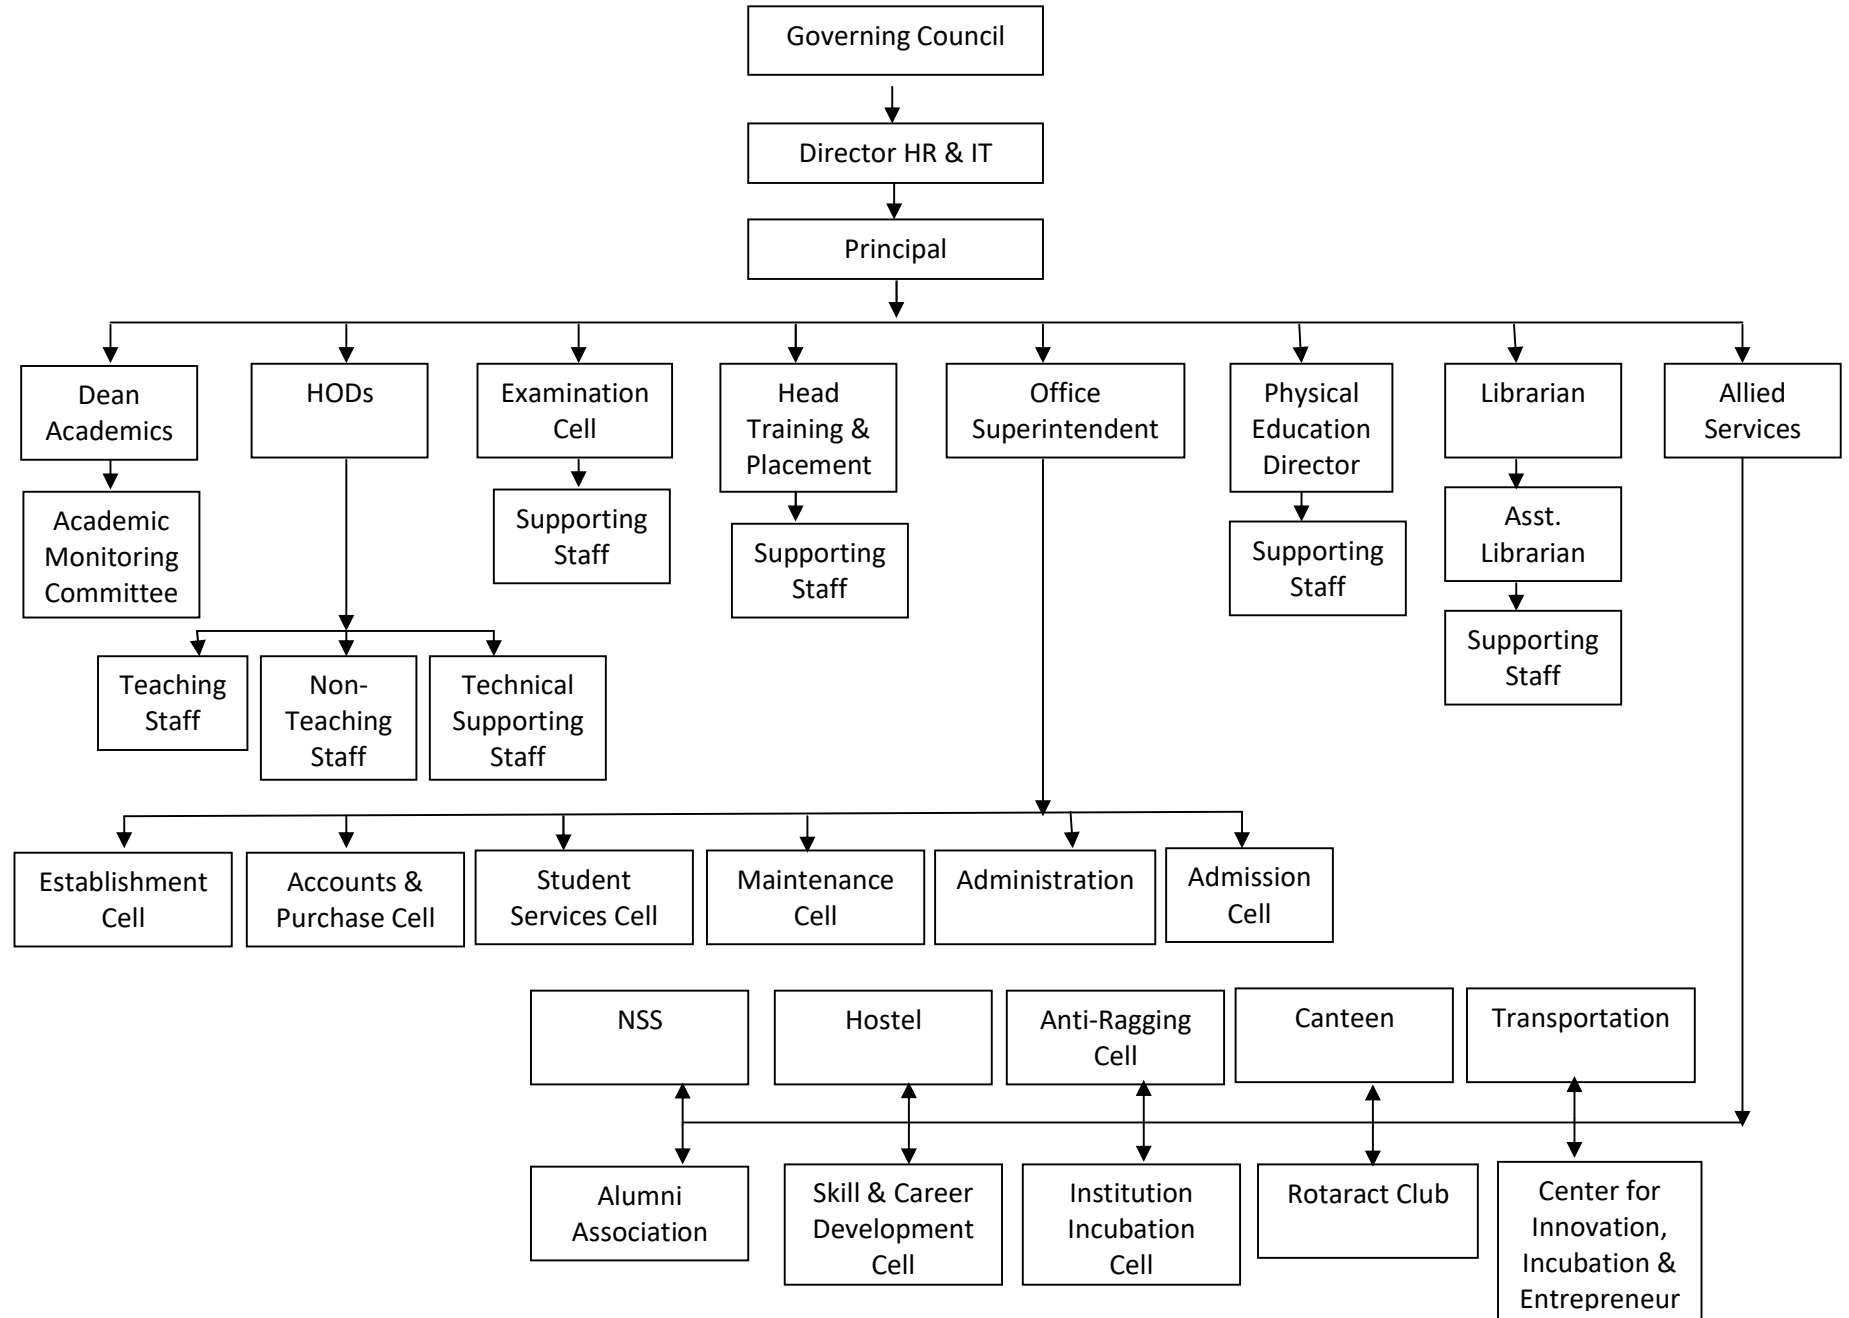 Governing Council
Director HR & IT
Principal
Dean
Academics
HODs
Examination
Cell
Head
Training &
Placement
Office
Superintendent
Physical
Education
Director
Librarian
Allied
Services
Academic
Monitoring
Committee
Supporting
Staff
Supporting
Staff
Supporting
Staff
Asst.
Librarian
Supporting
Staff
Teaching
Staff
Non-
Teaching
Staff
Technical
Supporting
Staff
Establishment
Cell
Accounts &
Purchase Cell
Student
Services Cell
Maintenance
Cell
Administration
Admission
Cell
NSS
Hostel
Anti-Ragging
Cell
Canteen
Transportation
Alumni
Association
Skill & Career
Development
Cell
Institution
Incubation
Cell
Rotaract Club
Center for
Innovation,
Incubation &
Entrepreneur